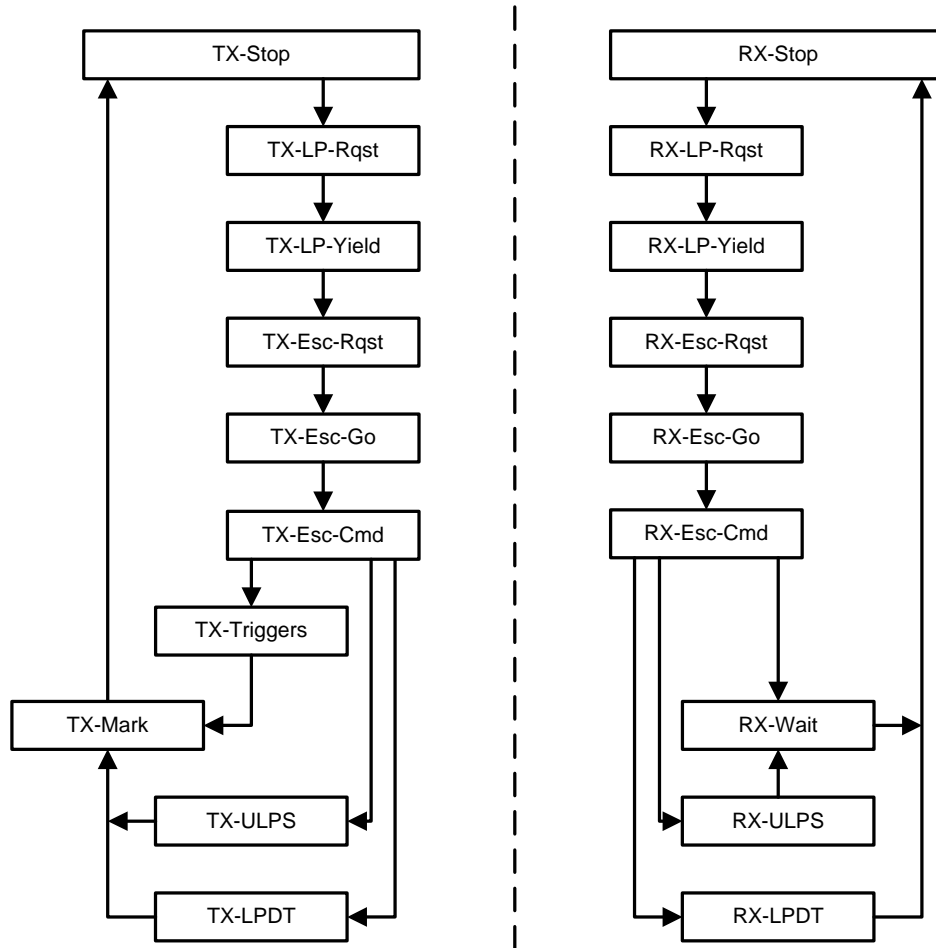 TX-Stop
TX-LP-Rqst
TX-LP-Yield
TX-Esc-Rqst
TX-Esc-Go
TX-Esc-Cmd
TX-Triggers
TX-Mark
TX-ULPS
TX-LPDT
RX-Stop
RX-LP-Rqst
RX-LP-Yield
RX-Esc-Rqst
RX-Esc-Go
RX-Esc-Cmd
RX-Wait
RX-ULPS
RX-LPDT